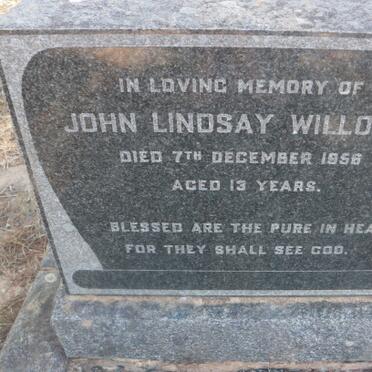 IN LOVING MEMORY OF
JOHN LINDSAY WILLO
DIED 7TH DECEMBER 1956
AGED 13 YEARS.
BLESSED ARE THE PURE IN HEA
FOR THEY SHALL SEE GOD.